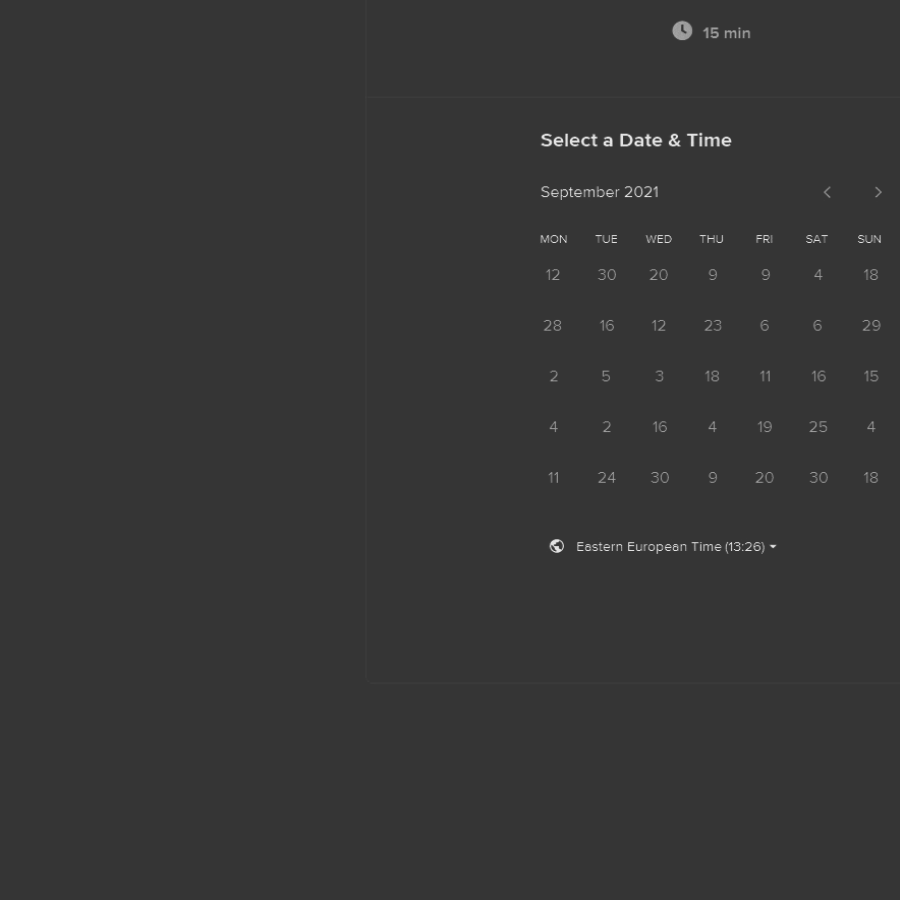 15 min
Select a Date & Time
September 2021
MON TUE WED THU FRI SAT SUN
12 30 20 9 9 4 18
28 16 12 23 6 6 29
2 5 3 18 11 16 15
4 2 16 4 19 25 4
11 24 30 9 20 30 18
Eastern European Time (13:26)